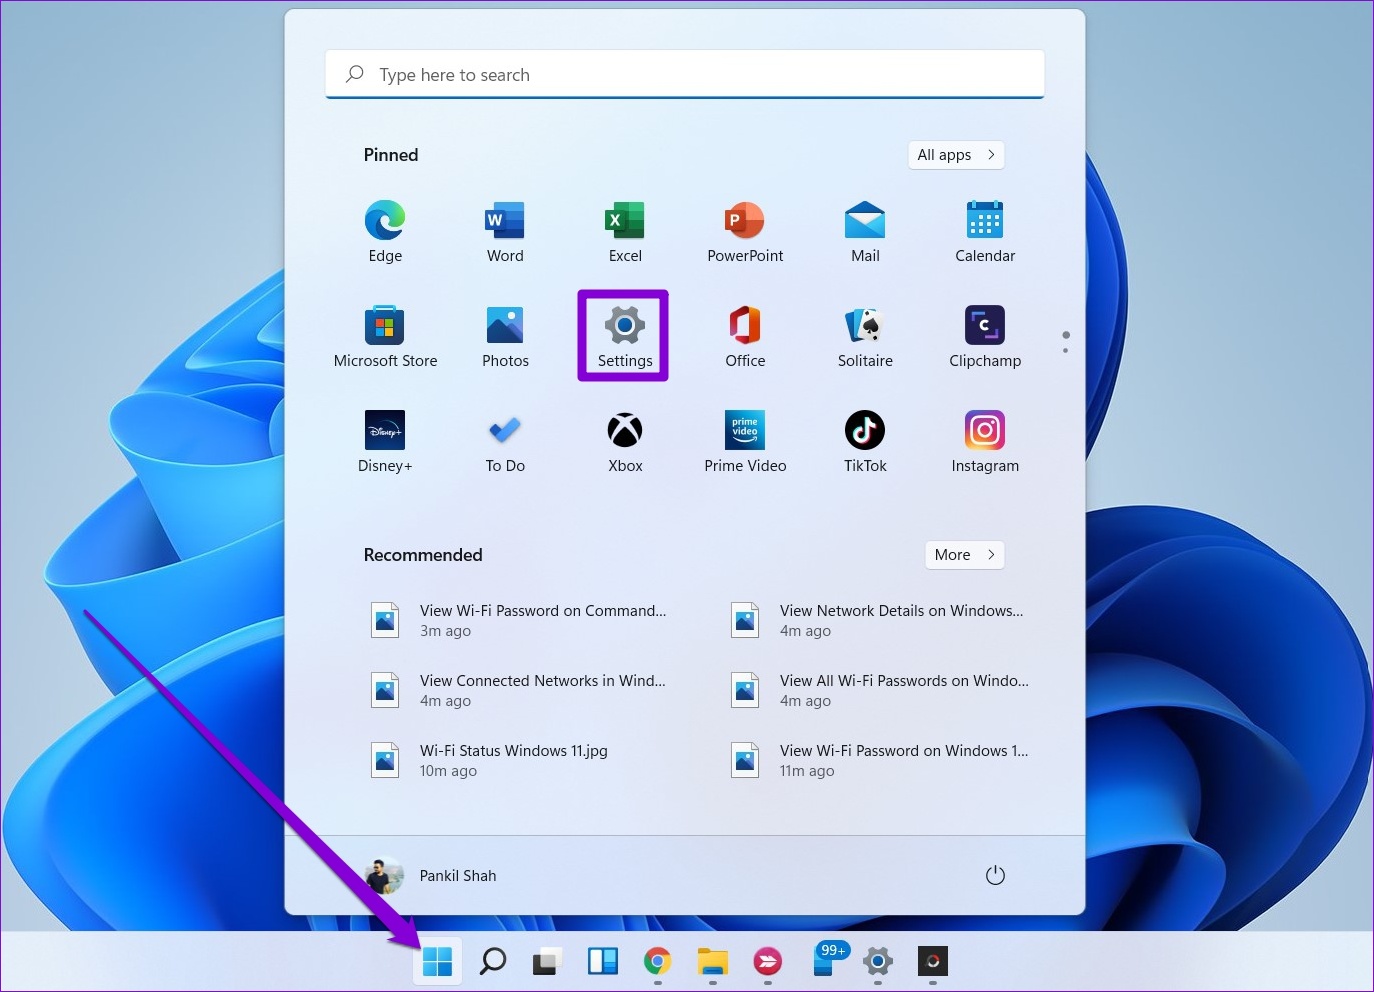 Type here to search
Pinned
All apps
Edge
Word
Excel
PowerPoint
Mail
Calendar
Microsoft Store
Photos
Settings
Office
Solitaire
Clipchamp
Disney+
prime video
Disney+
To Do
Xbox
Prime Video
TikTok
Instagram
Recommended
More
View Wi-Fi Password on Command...
3m ago
View Network Details on Windows...
4m ago
View Connected Networks in Wind...
4m ago
View All Wi-Fi Passwords on Windo...
4m ago
Wi-Fi Status Windows 11.jpg
10m ago
View Wi-Fi Password on Windows 1...
11m ago
Pankil Shah
99+